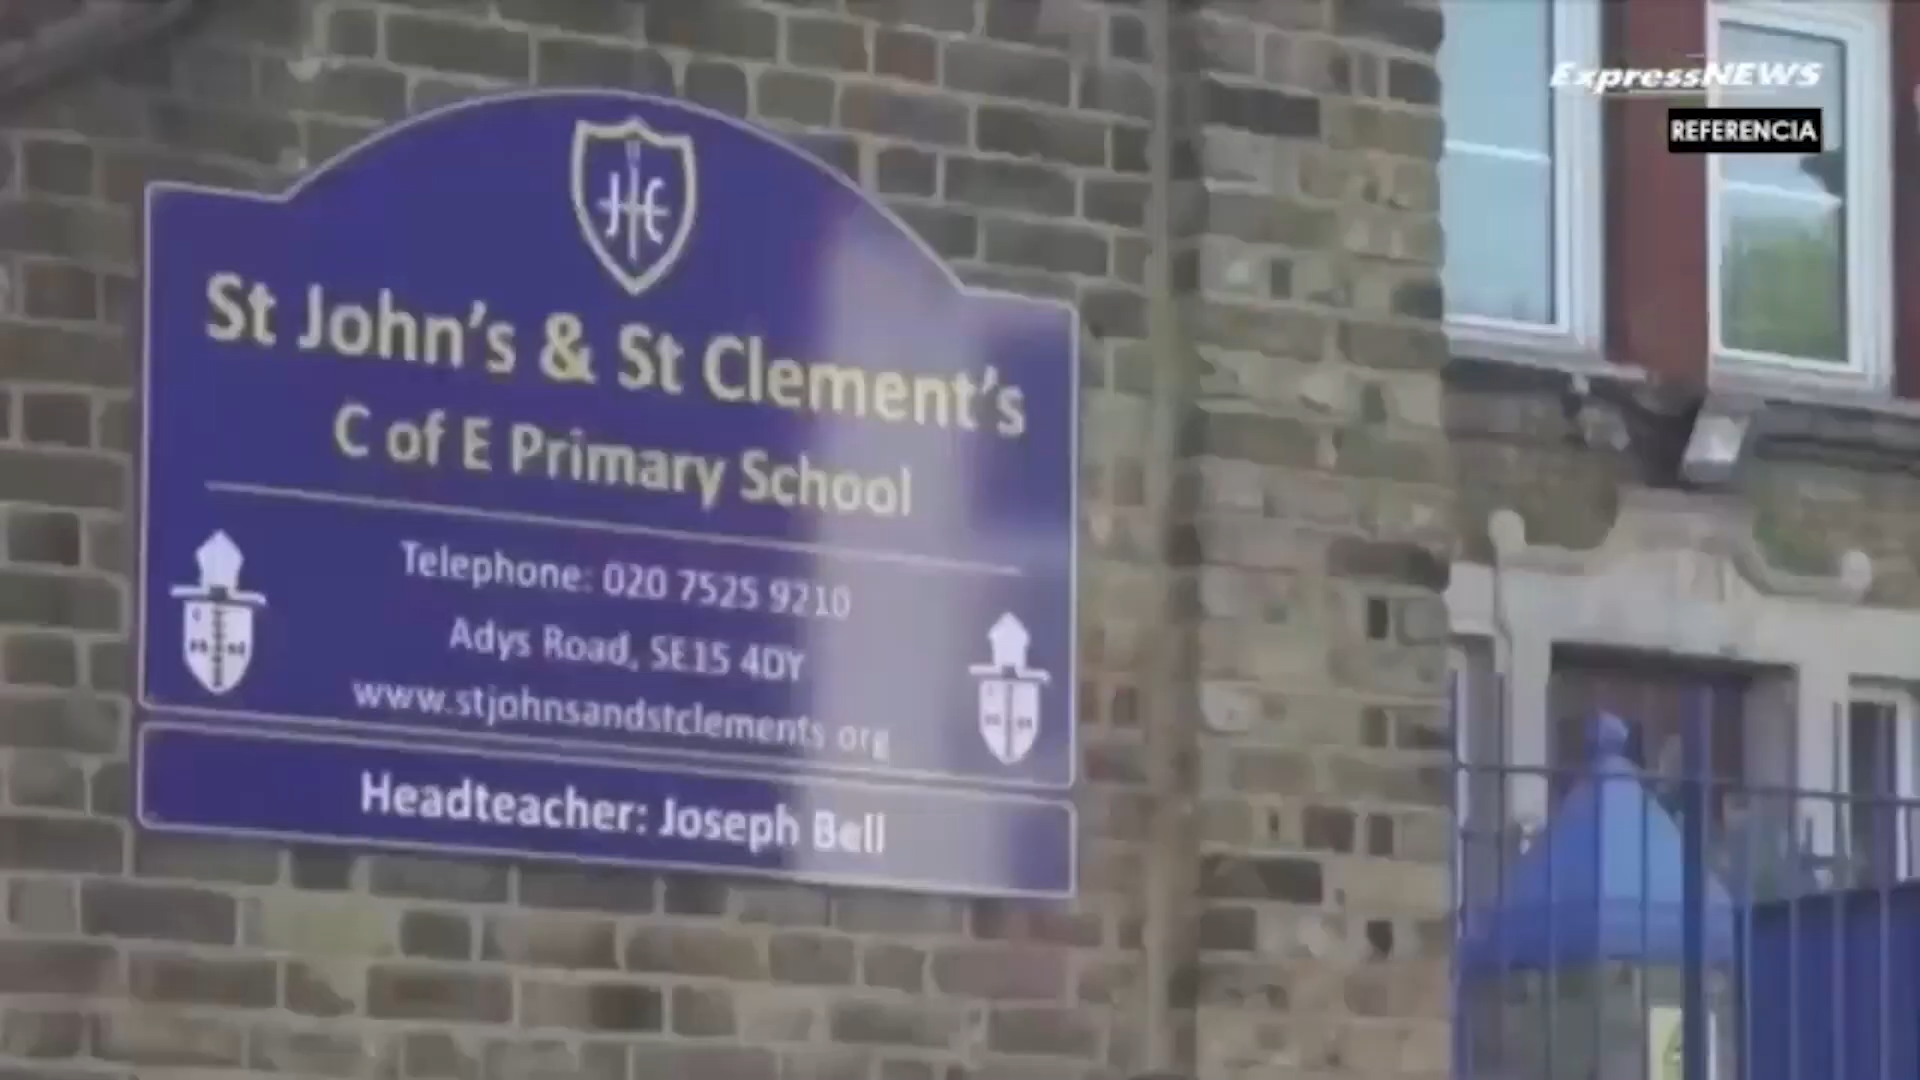 ExpressNEWS
REFERENCIA
JHC
St John's & St Clement's
C of E Primary School
Telephone: 020 7525 9210
Adys Road, SE15 4DY
www.stjohnsandstclements.org
Headteacher: Joseph Bell